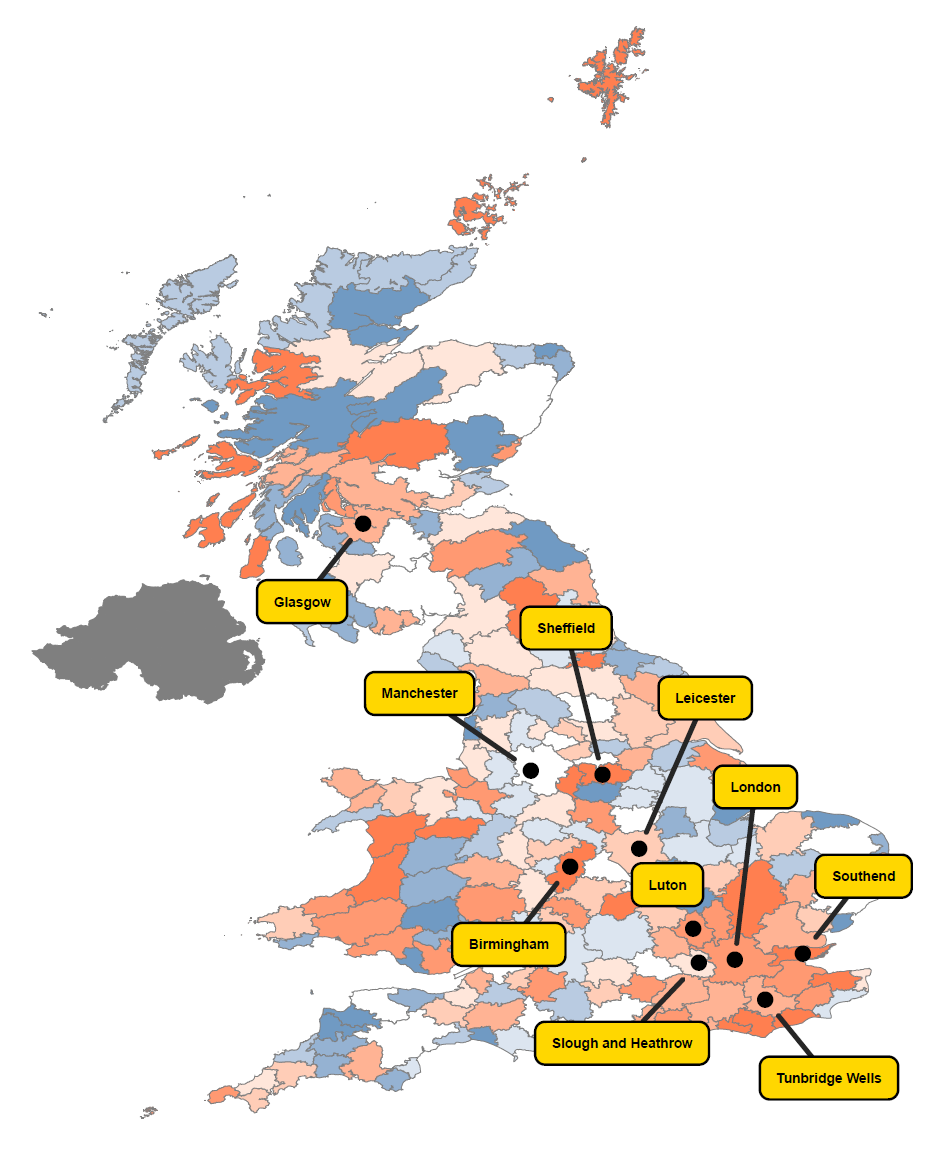 Glasgow
Sheffield
Manchester
Leicester
London
Luton
Southend
Birmingham
Slough and Heathrow
Tunbridge Wells